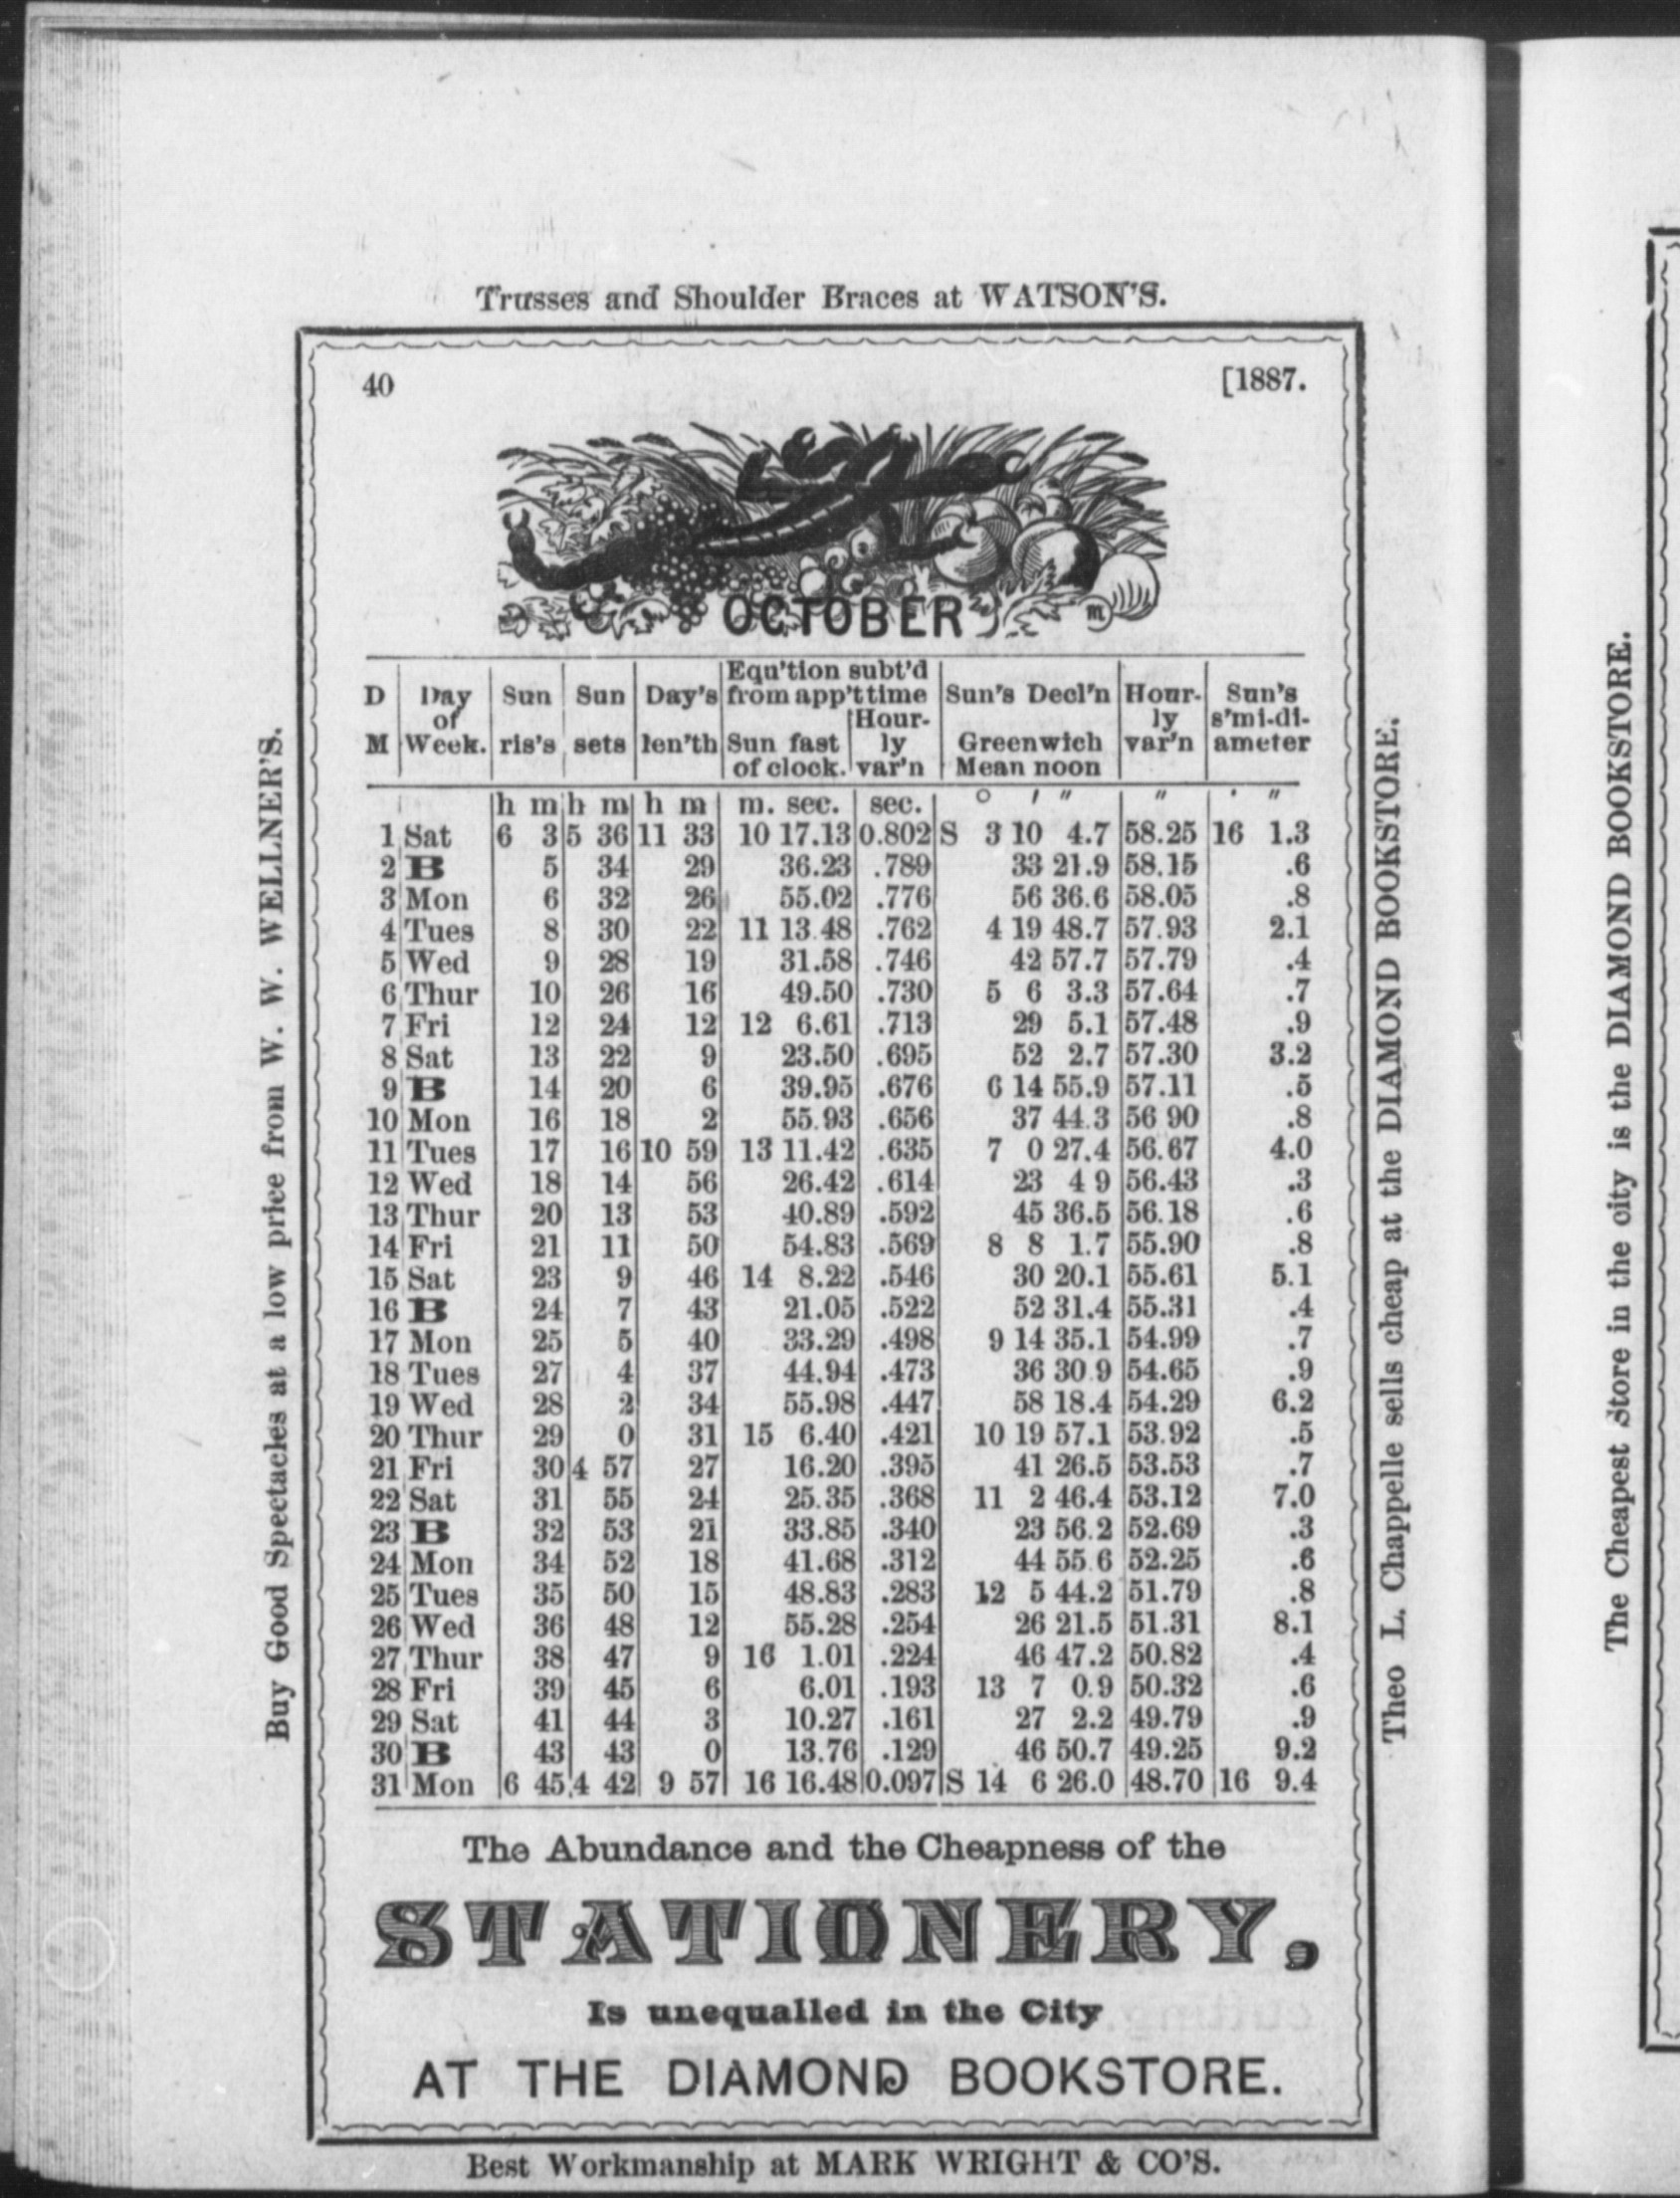 Trusses and Shoulder Braces at WATSON'S.
40 [1887.
OCTOBER
m
D M | Day of Week. | Sun ris's | Sun sets | Day's len'th | Equ'tion subt'd from app't time | Sun's Decl'n Greenwich Mean noon | Hour-ly var'n | Sun's s'mi-di-ameter
Sun fast of clock. | Hour-ly var'n
h m | h m | h m | m. sec. | sec. | ° ' " | " | ' "
1 Sat 6 3 5 36 11 33 10 17.13 0.802 S 3 10 4.7 58.25 16 1.3
2 B 5 34 29 36.23 .789 33 21.9 58.15 .6
3 Mon 6 32 26 55.02 .776 56 36.6 58.05 .8
4 Tues 8 30 22 11 13.48 .762 4 19 48.7 57.93 2.1
5 Wed 9 28 19 31.58 .746 42 57.7 57.79 .4
6 Thur 10 26 16 49.50 .730 5 6 3.3 57.64 .7
7 Fri 12 24 12 12 6.61 .713 29 5.1 57.48 .9
8 Sat 13 22 9 23.50 .695 52 2.7 57.30 3.2
9 B 14 20 6 39.95 .676 6 14 55.9 57.11 .5
10 Mon 16 18 2 55.93 .656 37 44.3 56 90 .8
11 Tues 17 16 10 59 13 11.42 .635 7 0 27.4 56.67 4.0
12 Wed 18 14 56 26.42 .614 23 4 9 56.43 .3
13 Thur 20 13 53 40.89 .592 45 36.5 56.18 .6
14 Fri 21 11 50 54.83 .569 8 8 1.7 55.90 .8
15 Sat 23 9 46 14 8.22 .546 30 20.1 55.61 5.1
16 B 24 7 43 21.05 .522 52 31.4 55.31 .4
17 Mon 25 5 40 33.29 .498 9 14 35.1 54.99 .7
18 Tues 27 4 37 44.94 .473 36 30 9 54.65 .9
19 Wed 28 2 34 55.98 .447 58 18.4 54.29 6.2
20 Thur 29 0 31 15 6.40 .421 10 19 57.1 53.92 .5
21 Fri 30 4 57 27 16.20 .395 41 26.5 53.53 .7
22 Sat 31 55 24 25.35 .368 11 2 46.4 53.12 7.0
23 B 32 53 21 33.85 .340 23 56.2 52.69 .3
24 Mon 34 52 18 41.68 .312 44 55 6 52.25 .6
25 Tues 35 50 15 48.83 .283 12 5 44.2 51.79 .8
26 Wed 36 48 12 55.28 .254 26 21.5 51.31 8.1
27 Thur 38 47 9 16 1.01 .224 46 47.2 50.82 .4
28 Fri 39 45 6 6.01 .193 13 7 0.9 50.32 .6
29 Sat 41 44 3 10.27 .161 27 2.2 49.79 .9
30 B 43 43 0 13.76 .129 46 50.7 49.25 9.2
31 Mon 6 45 4 42 9 57 16 16.48 0.097 S 14 6 26.0 48.70 16 9.4
The Abundance and the Cheapness of the
STATIONERY,
Is unequalled in the City
AT THE DIAMOND BOOKSTORE.
Best Workmanship at MARK WRIGHT & CO'S.
Buy Good Spectacles at a low price from W. W. WELLNER'S.
Theo L. Chappelle sells cheap at the DIAMOND BOOKSTORE.
The Cheapest Store in the city is the DIAMOND BOOKSTORE.